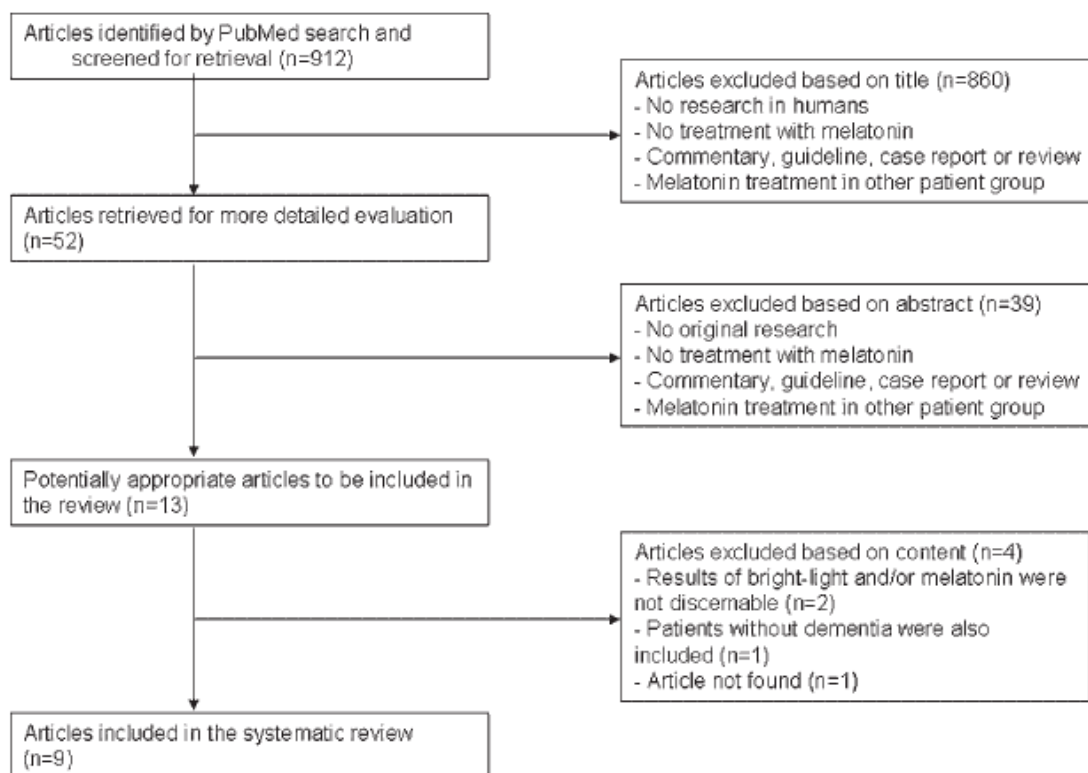 Articles identified by PubMed search and
screened for retrieval (n=912)
Articles excluded based on title (n=860)
- No research in humans
- No treatment with melatonin
- Commentary, guideline, case report or review
- Melatonin treatment in other patient group
Articles retrieved for more detailed evaluation
(n=52)
Articles excluded based on abstract (n=39)
- No original research
- No treatment with melatonin
- Commentary, guideline, case report or review
- Melatonin treatment in other patient group
Potentially appropriate articles to be included in
the review (n=13)
Articles excluded based on content (n=4)
- Results of bright-light and/or melatonin were
not discernable (n=2)
- Patients without dementia were also
included (n=1)
- Article not found (n=1)
Articles included in the systematic review
(n=9)